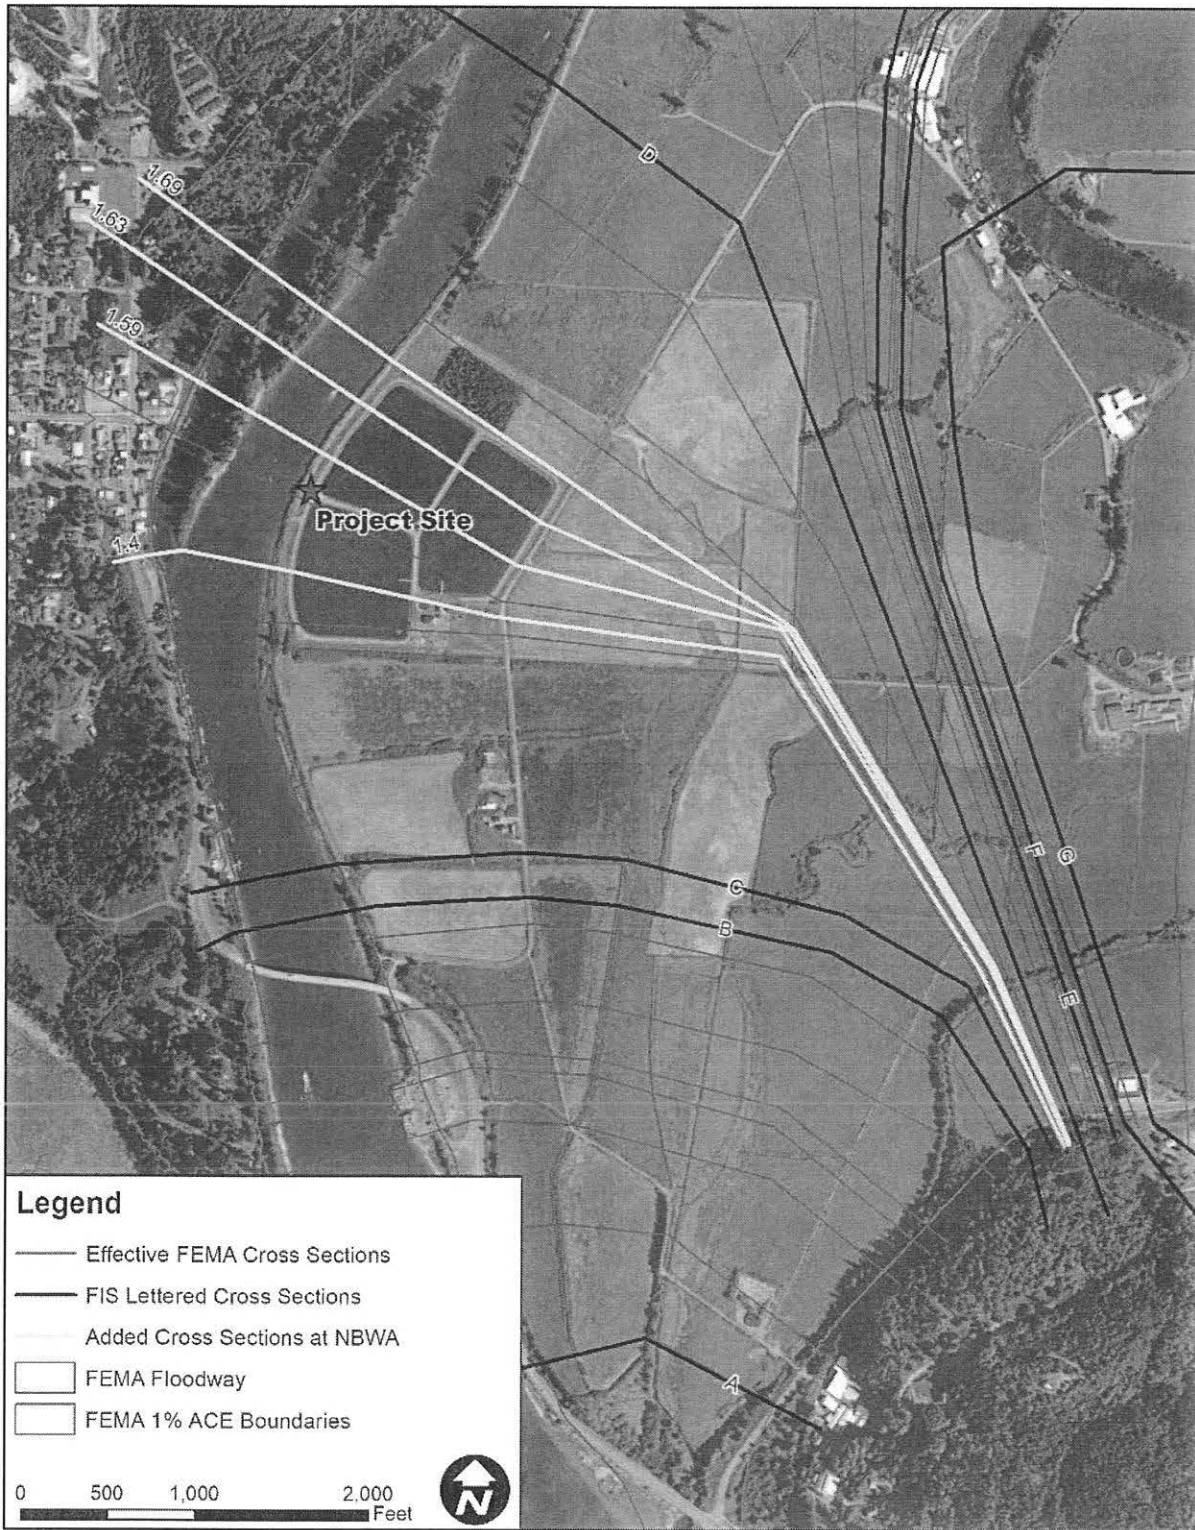 D
1.69
1.63
1.59
Project Site
1.4
F
G
C
B
E
A
Legend
Effective FEMA Cross Sections
FIS Lettered Cross Sections
Added Cross Sections at NBWA
FEMA Floodway
FEMA 1% ACE Boundaries
0 500 1,000 2,000
Feet
N